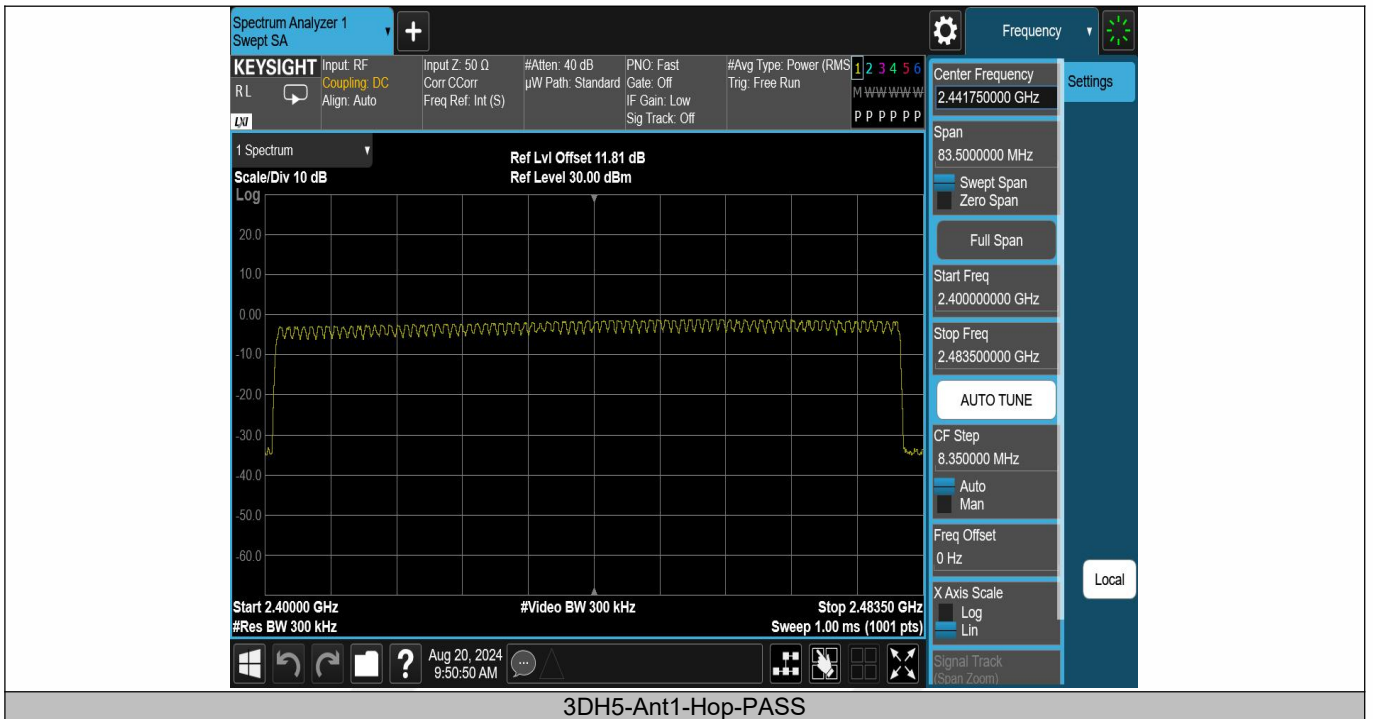 Spectrum Analyzer 1
Swept SA
+
Frequency
KEYSIGHT
RL
LXI
Input: RF
Coupling: DC
Align: Auto
Input Z: 50 Ω
Corr CCorr
Freq Ref: Int (S)
#Atten: 40 dB
µW Path: Standard
PNO: Fast
Gate: Off
IF Gain: Low
Sig Track: Off
#Avg Type: Power (RMS
Trig: Free Run
1 2 3 4 5 6
M W W W W W
P P P P P P
Center Frequency
2.441750000 GHz
Settings
1 Spectrum
Scale/Div 10 dB
Ref Lvl Offset 11.81 dB
Ref Level 30.00 dBm
Log
20.0
10.0
0.00
-10.0
-20.0
-30.0
-40.0
-50.0
-60.0
Start 2.40000 GHz
#Res BW 300 kHz
#Video BW 300 kHz
Stop 2.48350 GHz
Sweep 1.00 ms (1001 pts)
Span
83.5000000 MHz
Swept Span
Zero Span
Full Span
Start Freq
2.400000000 GHz
Stop Freq
2.483500000 GHz
AUTO TUNE
CF Step
8.350000 MHz
Auto
Man
Freq Offset
0 Hz
X Axis Scale
Log
Lin
Signal Track
(Span Zoom)
Local
?
Aug 20, 2024
9:50:50 AM
3DH5-Ant1-Hop-PASS